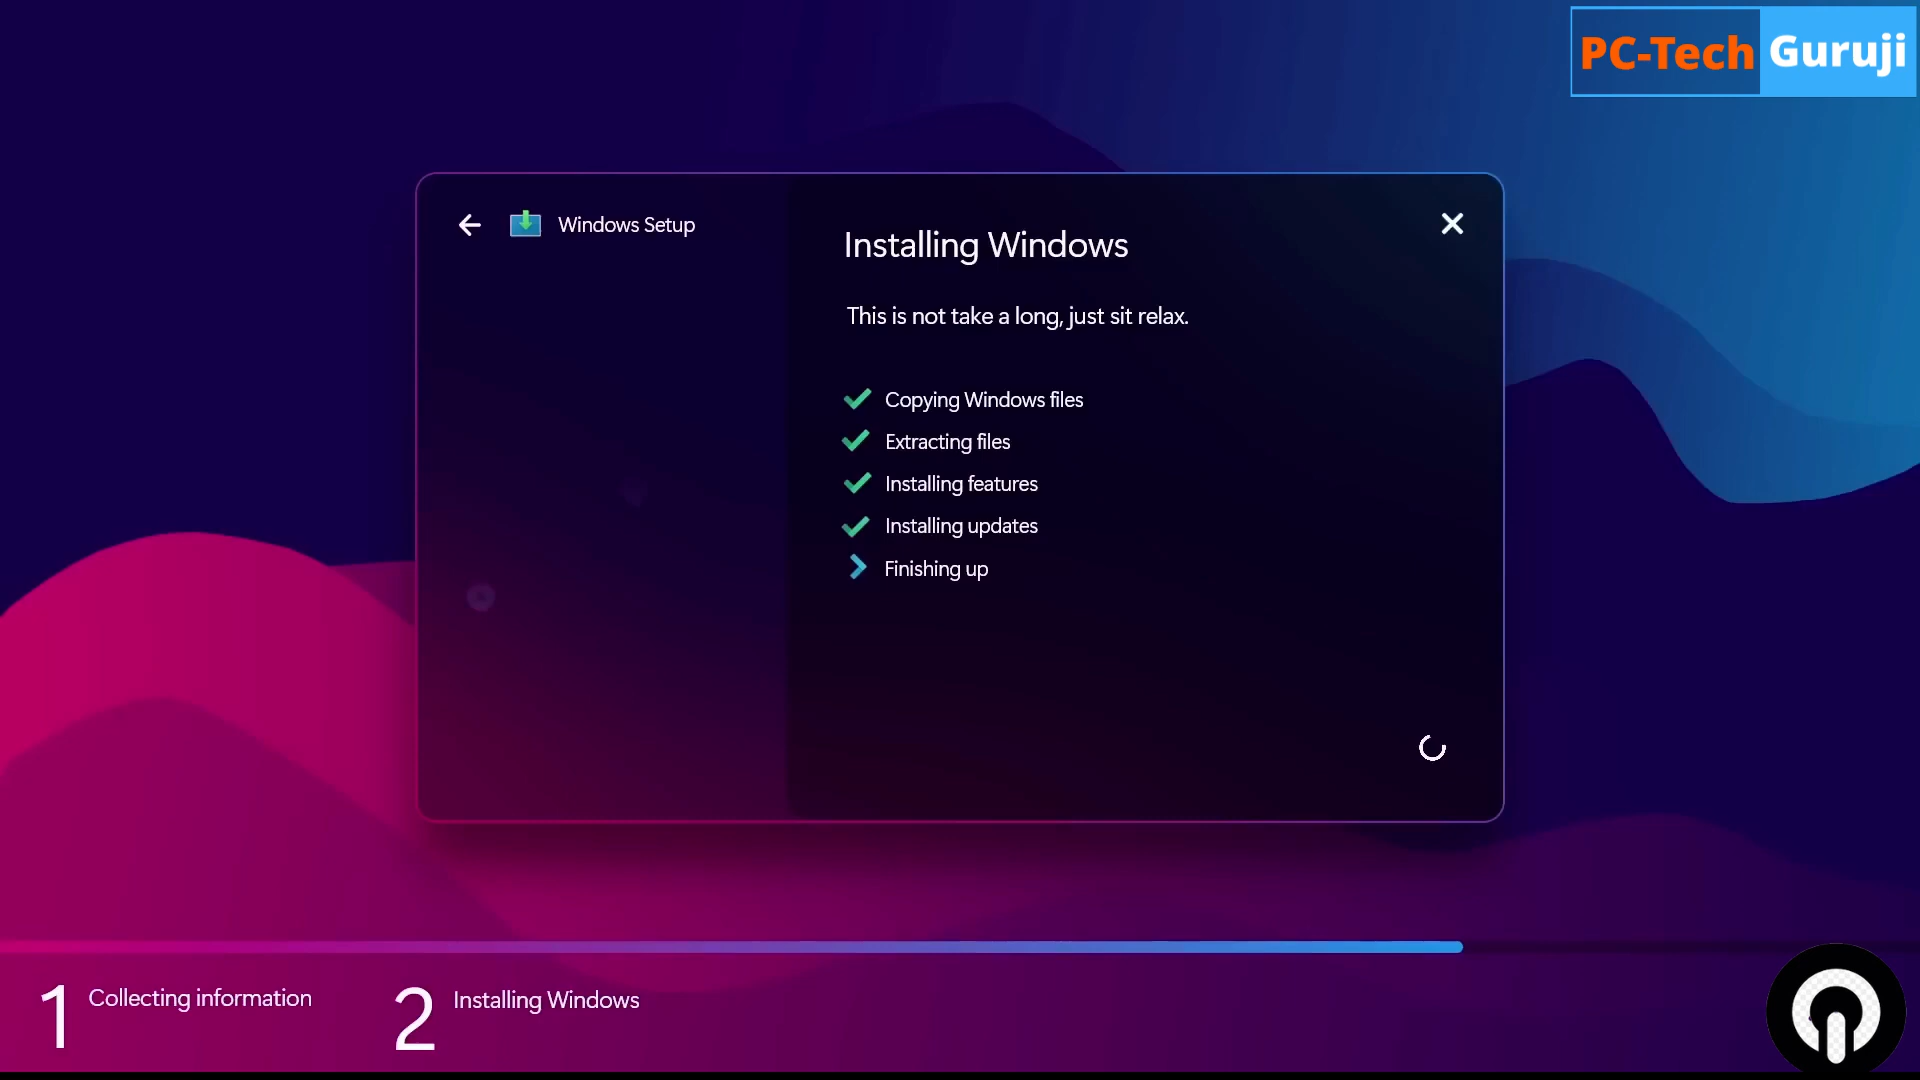 PC-Tech Guruji
Windows Setup
Installing Windows
This is not take a long, just sit relax.
Copying Windows files
Extracting files
Installing features
Installing updates
Finishing up
1 Collecting information
2 Installing Windows